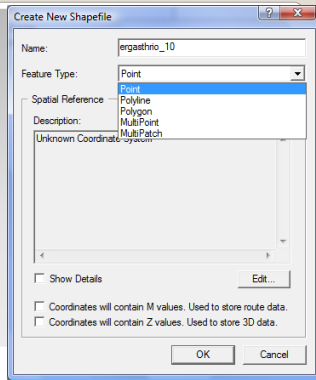 Create New Shapefile
Name: ergasthrio_10
Feature Type: Point
Point
Polyline
Polygon
MultiPoint
MultiPatch
Spatial Reference
Description:
Unknown Coordinate System
Show Details
Edit...
Coordinates will contain M values. Used to store route data.
Coordinates will contain Z values. Used to store 3D data.
OK
Cancel